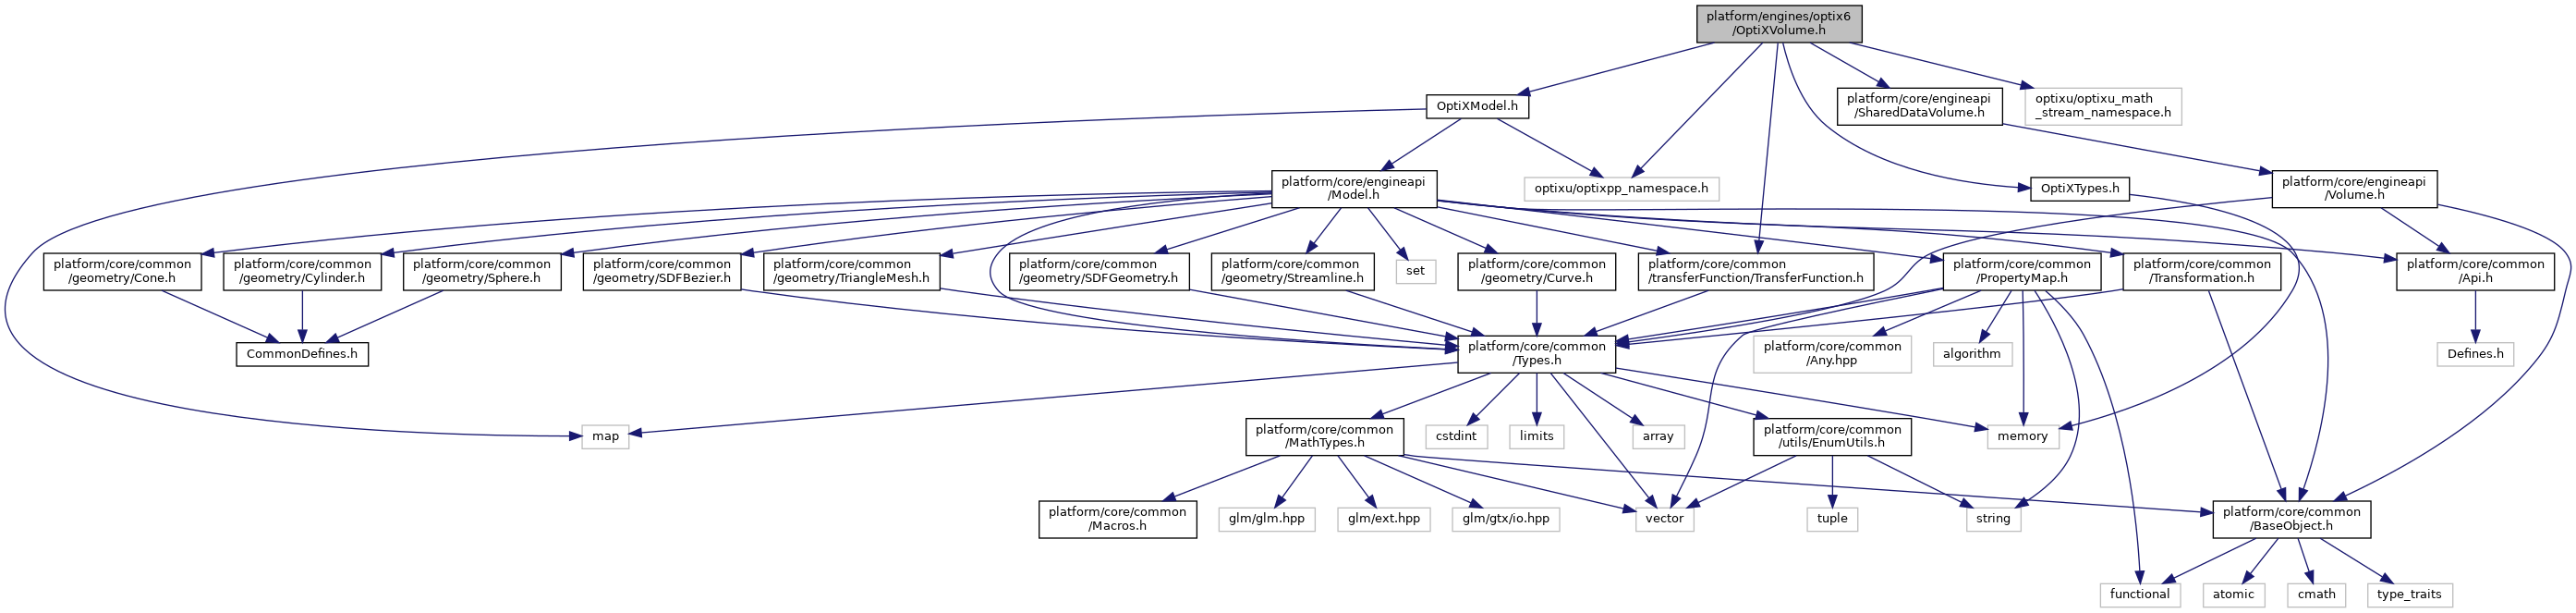 platform/engines/optix6
/OptiXVolume.h
OptiXModel.h
platform/core/engineapi
/SharedDataVolume.h
optixu/optixu_math
_stream_namespace.h
platform/core/engineapi
/Model.h
optixu/optixpp_namespace.h
OptiXTypes.h
platform/core/engineapi
/Volume.h
platform/core/common
/geometry/Cone.h
platform/core/common
/geometry/Cylinder.h
platform/core/common
/geometry/Sphere.h
platform/core/common
/geometry/SDFBezier.h
platform/core/common
/geometry/TriangleMesh.h
platform/core/common
/geometry/SDFGeometry.h
platform/core/common
/geometry/Streamline.h
set
platform/core/common
/geometry/Curve.h
platform/core/common
/transferFunction/TransferFunction.h
platform/core/common
/PropertyMap.h
platform/core/common
/Transformation.h
platform/core/common
/Api.h
CommonDefines.h
platform/core/common
/Types.h
platform/core/common
/Any.hpp
algorithm
Defines.h
map
platform/core/common
/MathTypes.h
cstdint
limits
array
platform/core/common
/utils/EnumUtils.h
memory
platform/core/common
/Macros.h
glm/glm.hpp
glm/ext.hpp
glm/gtx/io.hpp
vector
tuple
string
platform/core/common
/BaseObject.h
functional
atomic
cmath
type_traits